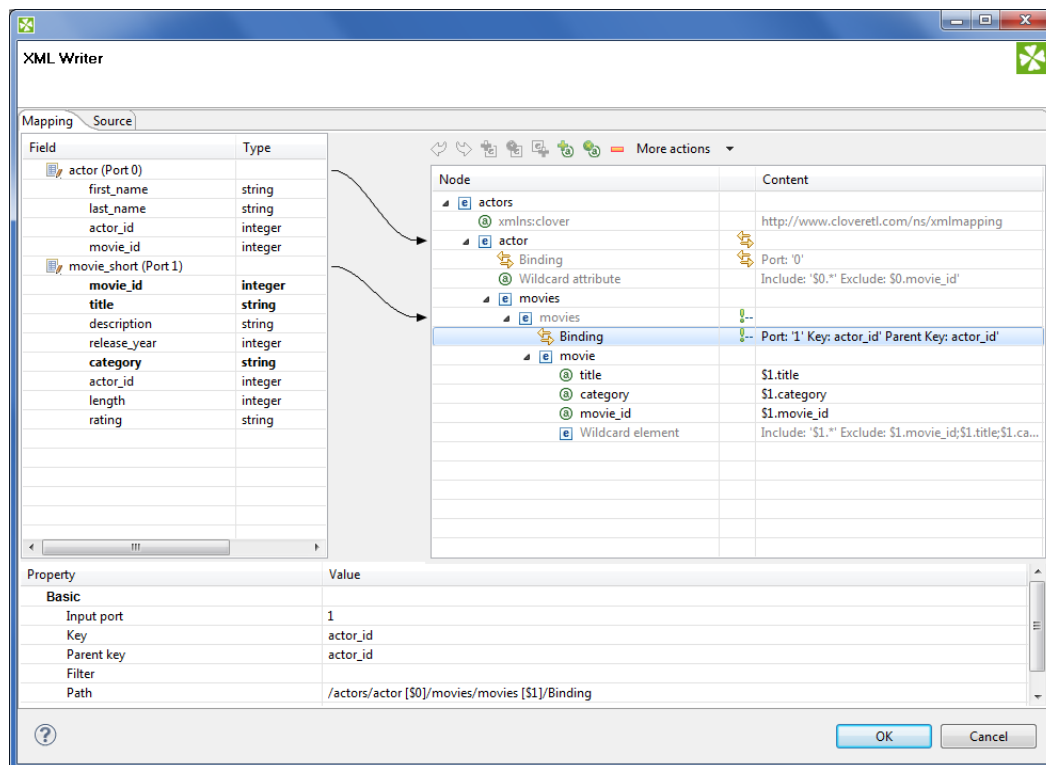 XML Writer
Mapping Source
Field Type
actor (Port 0)
first_name string
last_name string
actor_id integer
movie_id integer
movie_short (Port 1)
movie_id integer
title string
description string
release_year integer
category string
actor_id integer
length integer
rating string
More actions
Node Content
actors
xmlns:clover http://www.cloveretl.com/ns/xmlmapping
actor
Binding Port: '0'
Wildcard attribute Include: '$0.*' Exclude: $0.movie_id'
movies
movies
Binding Port: '1' Key: actor_id' Parent Key: actor_id'
movie
title $1.title
category $1.category
movie_id $1.movie_id
Wildcard element Include: '$1.*' Exclude: $1.movie_id;$1.title;$1.ca...
Property Value
Basic
Input port 1
Key actor_id
Parent key actor_id
Filter
Path /actors/actor [$0]/movies/movies [$1]/Binding
OK Cancel